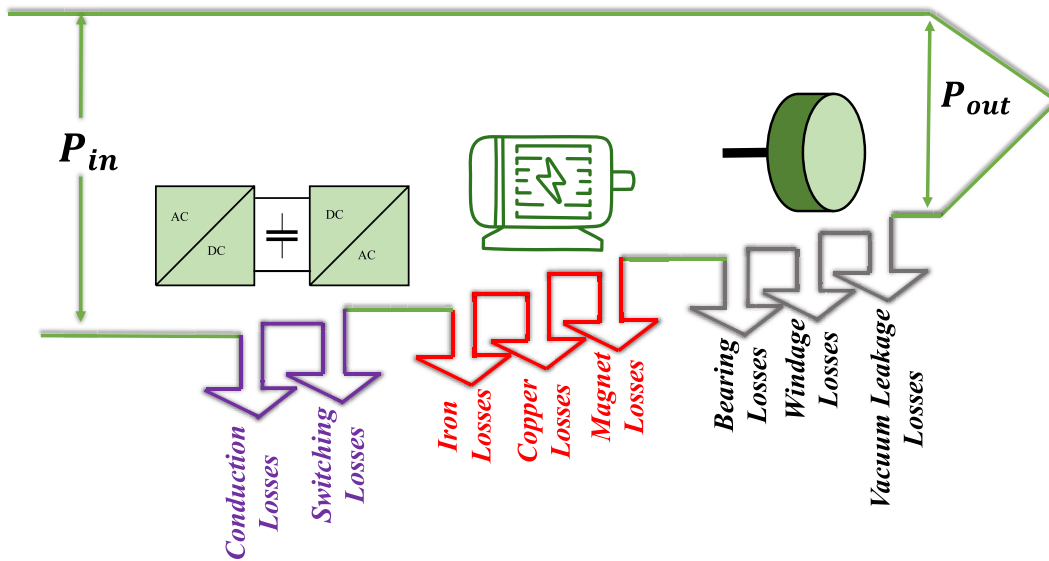 P_in
P_out
AC
DC
DC
AC
Conduction
Losses
Switching
Losses
Iron
Losses
Copper
Losses
Magnet
Losses
Bearing
Losses
Windage
Losses
Vacuum Leakage
Losses